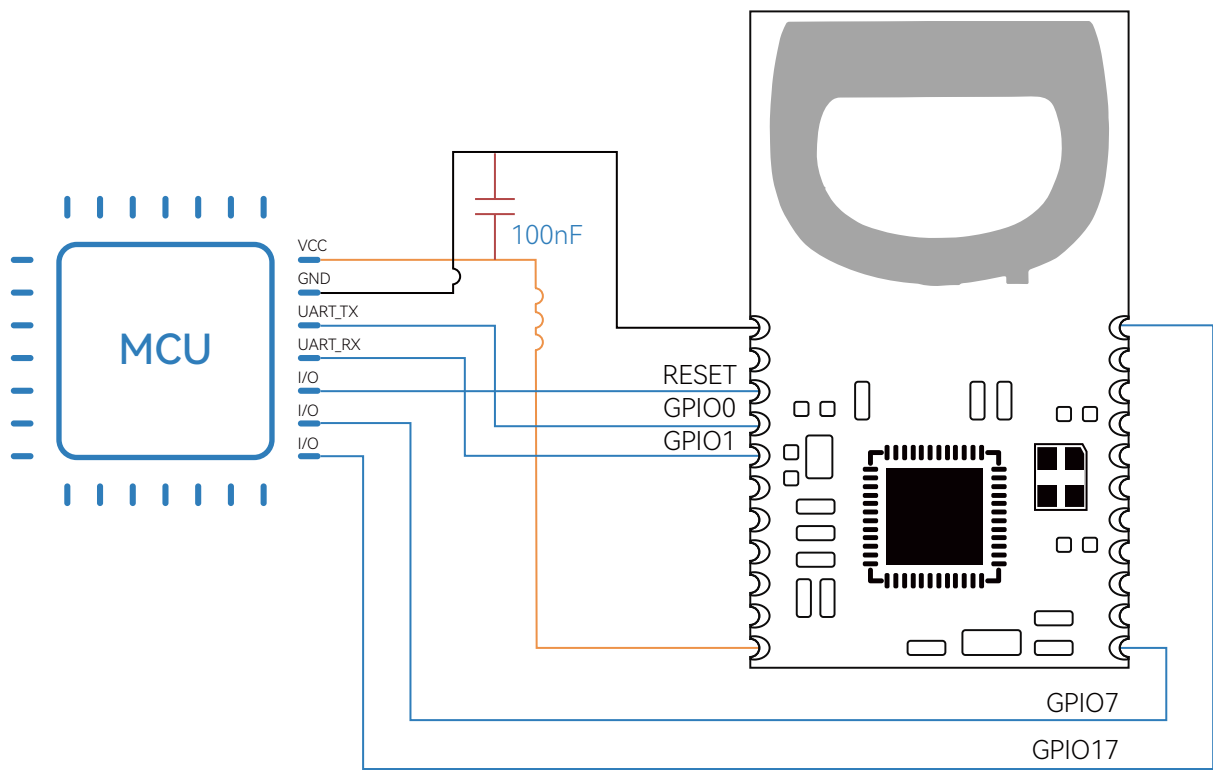 100nF
VCC
GND
UART_TX
MCU
UART_RX
I/O
I/O
I/O
RESET
GPIO0
GPIO1
GPIO7
GPIO17